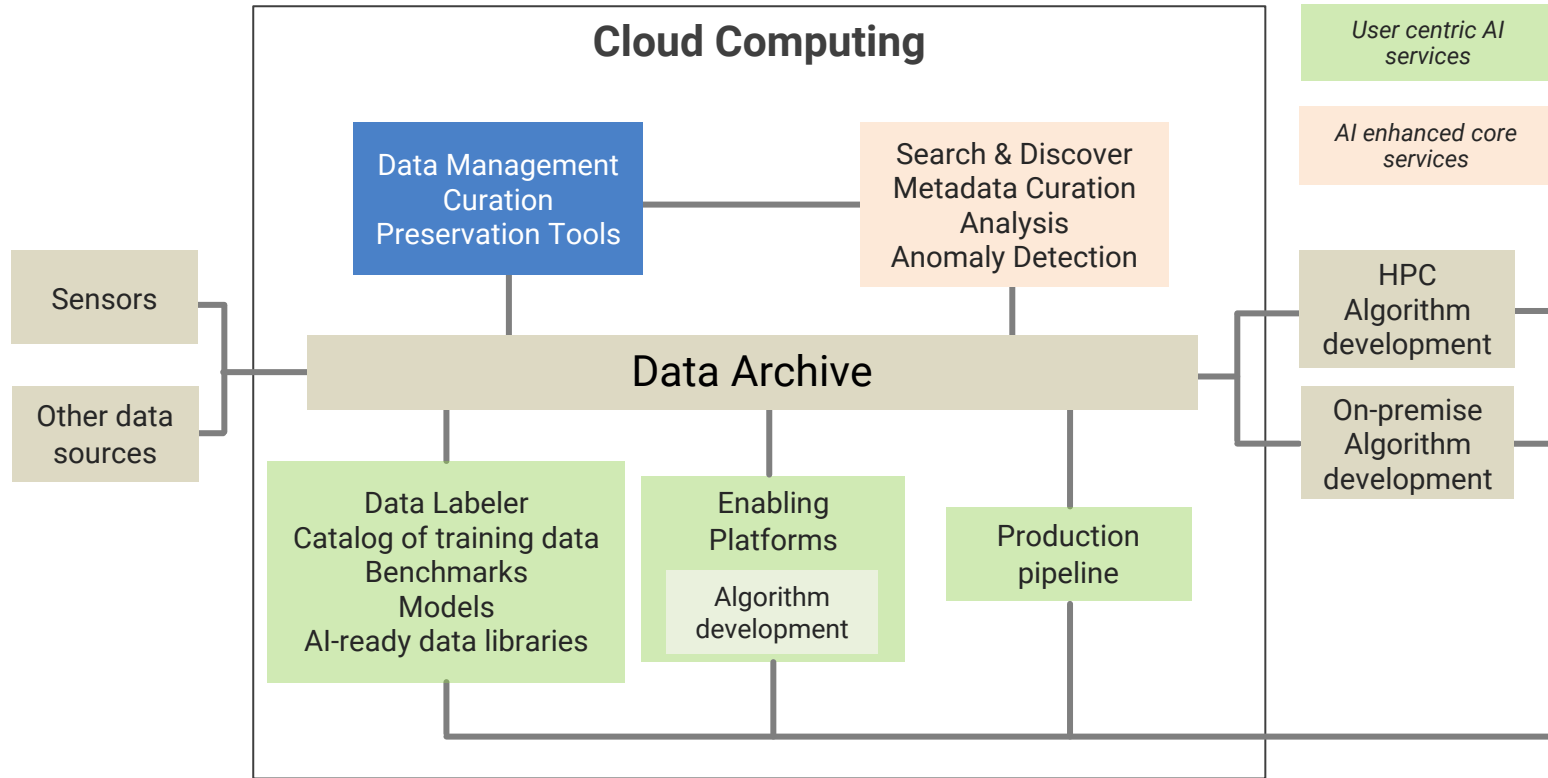 Cloud Computing
User centric AI
services
AI enhanced core
services
Data Management
Curation
Preservation Tools
Search & Discover
Metadata Curation
Analysis
Anomaly Detection
Sensors
Other data
sources
Data Archive
HPC
Algorithm
development
On-premise
Algorithm
development
Data Labeler
Catalog of training data
Benchmarks
Models
AI-ready data libraries
Enabling
Platforms
Algorithm
development
Production
pipeline